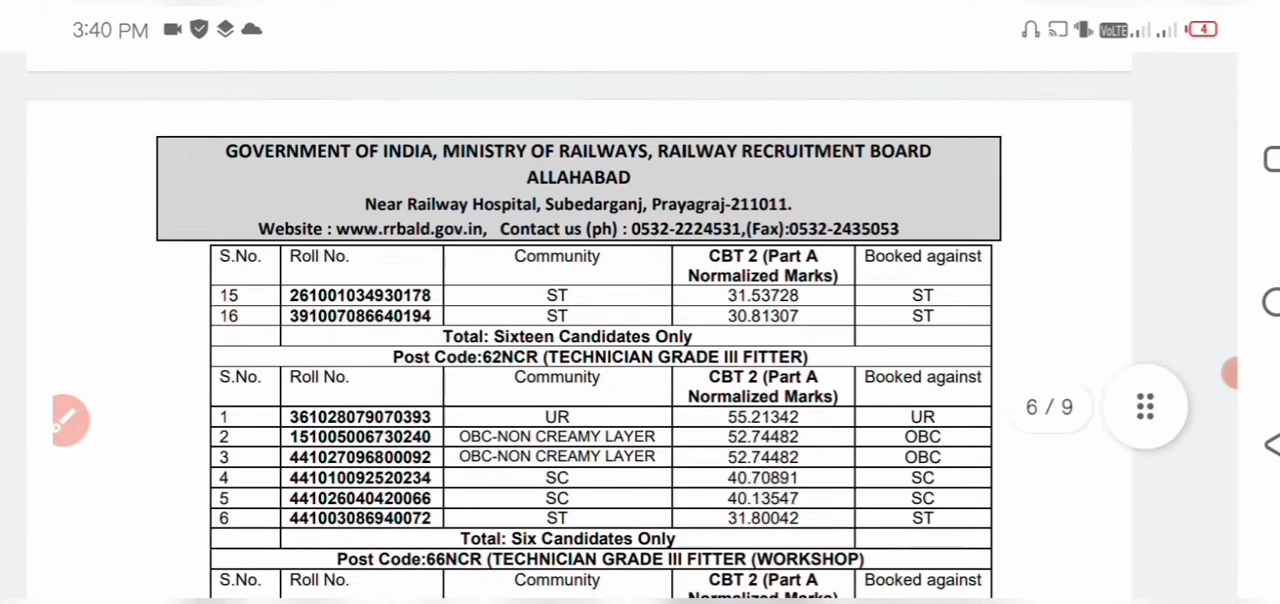 3:40 PM VoLTE 4
GOVERNMENT OF INDIA, MINISTRY OF RAILWAYS, RAILWAY RECRUITMENT BOARD
ALLAHABAD
Near Railway Hospital, Subedarganj, Prayagraj-211011.
Website : www.rrbald.gov.in, Contact us (ph) : 0532-2224531,(Fax):0532-2435053
S.No. Roll No. Community CBT 2 (Part A Normalized Marks) Booked against
15 261001034930178 ST 31.53728 ST
16 391007086640194 ST 30.81307 ST
Total: Sixteen Candidates Only
Post Code:62NCR (TECHNICIAN GRADE III FITTER)
S.No. Roll No. Community CBT 2 (Part A Normalized Marks) Booked against
1 361028079070393 UR 55.21342 UR
2 151005006730240 OBC-NON CREAMY LAYER 52.74482 OBC
3 441027096800092 OBC-NON CREAMY LAYER 52.74482 OBC
4 441010092520234 SC 40.70891 SC
5 441026040420066 SC 40.13547 SC
6 441003086940072 ST 31.80042 ST
Total: Six Candidates Only
Post Code:66NCR (TECHNICIAN GRADE III FITTER (WORKSHOP)
S.No. Roll No. Community CBT 2 (Part A Normalized Marks) Booked against
6 / 9